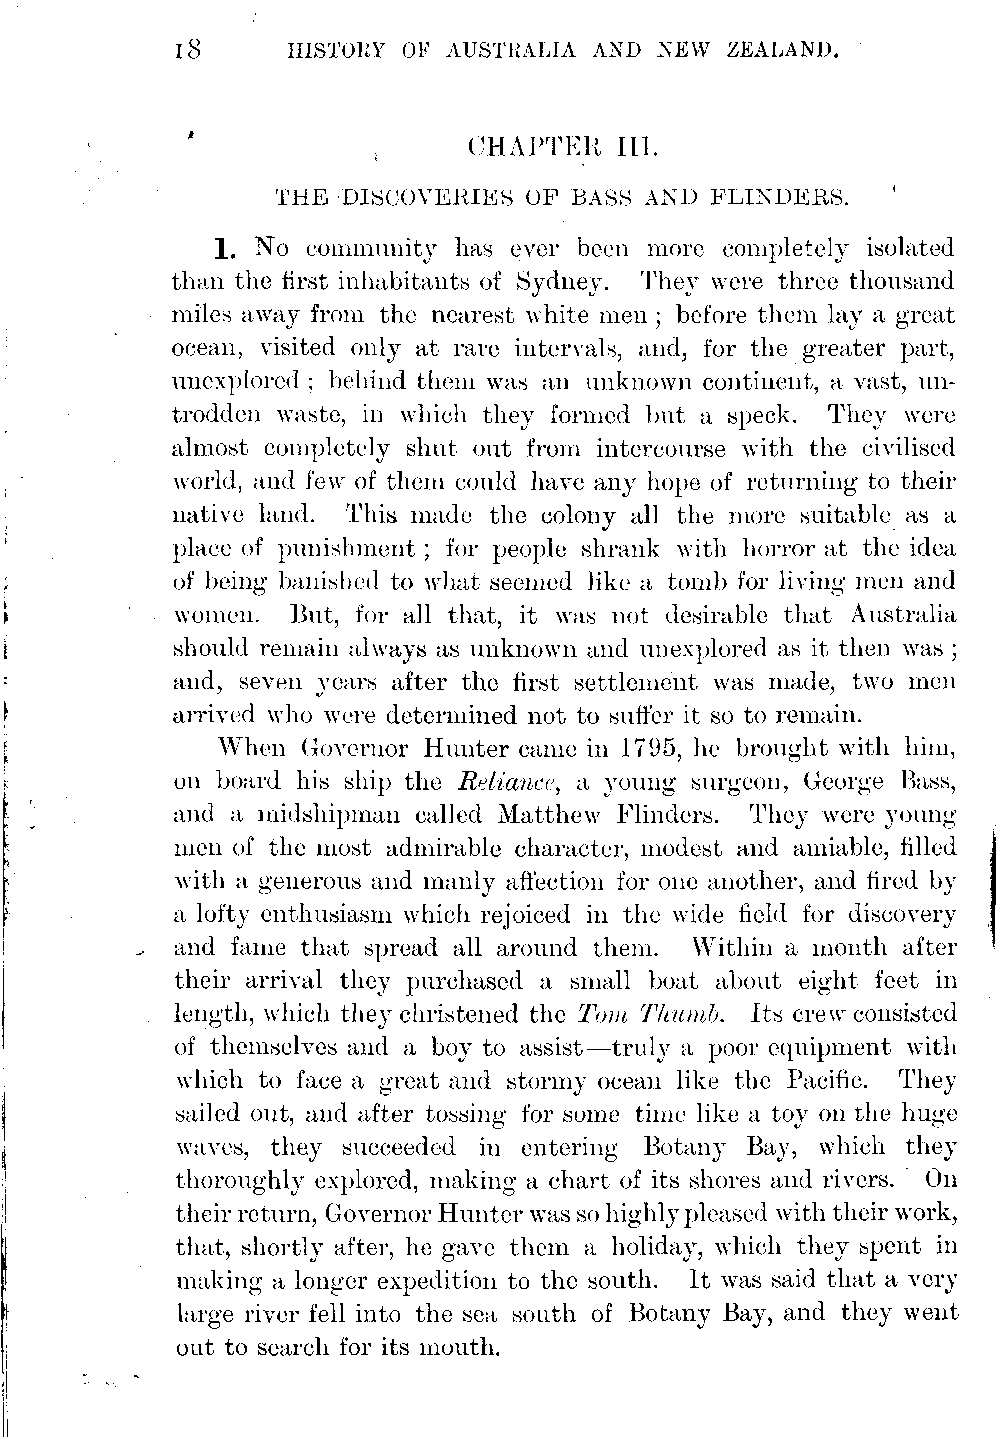 18 HISTORY OF AUSTRALIA AND NEW ZEALAND.
CHAPTER III.
THE DISCOVERIES OF BASS AND FLINDERS.
1. No community has ever been more completely isolated
than the first inhabitants of Sydney. They were three thousand
miles away from the nearest white men ; before them lay a great
ocean, visited only at rare intervals, and, for the greater part,
unexplored ; behind them was an unknown continent, a vast, un-
trodden waste, in which they formed but a speck. They were
almost completely shut out from intercourse with the civilised
world, and few of them could have any hope of returning to their
native land. This made the colony all the more suitable as a
place of punishment ; for people shrank with horror at the idea
of being banished to what seemed like a tomb for living men and
women. But, for all that, it was not desirable that Australia
should remain always as unknown and unexplored as it then was ;
and, seven years after the first settlement was made, two men
arrived who were determined not to suffer it so to remain.
When Governor Hunter came in 1795, he brought with him,
on board his ship the Reliance, a young surgeon, George Bass,
and a midshipman called Matthew Flinders. They were young
men of the most admirable character, modest and amiable, filled
with a generous and manly affection for one another, and fired by
a lofty enthusiasm which rejoiced in the wide field for discovery
and fame that spread all around them. Within a month after
their arrival they purchased a small boat about eight feet in
length, which they christened the Tom Thumb. Its crew consisted
of themselves and a boy to assist—truly a poor equipment with
which to face a great and stormy ocean like the Pacific. They
sailed out, and after tossing for some time like a toy on the huge
waves, they succeeded in entering Botany Bay, which they
thoroughly explored, making a chart of its shores and rivers. On
their return, Governor Hunter was so highly pleased with their work,
that, shortly after, he gave them a holiday, which they spent in
making a longer expedition to the south. It was said that a very
large river fell into the sea south of Botany Bay, and they went
out to search for its mouth.